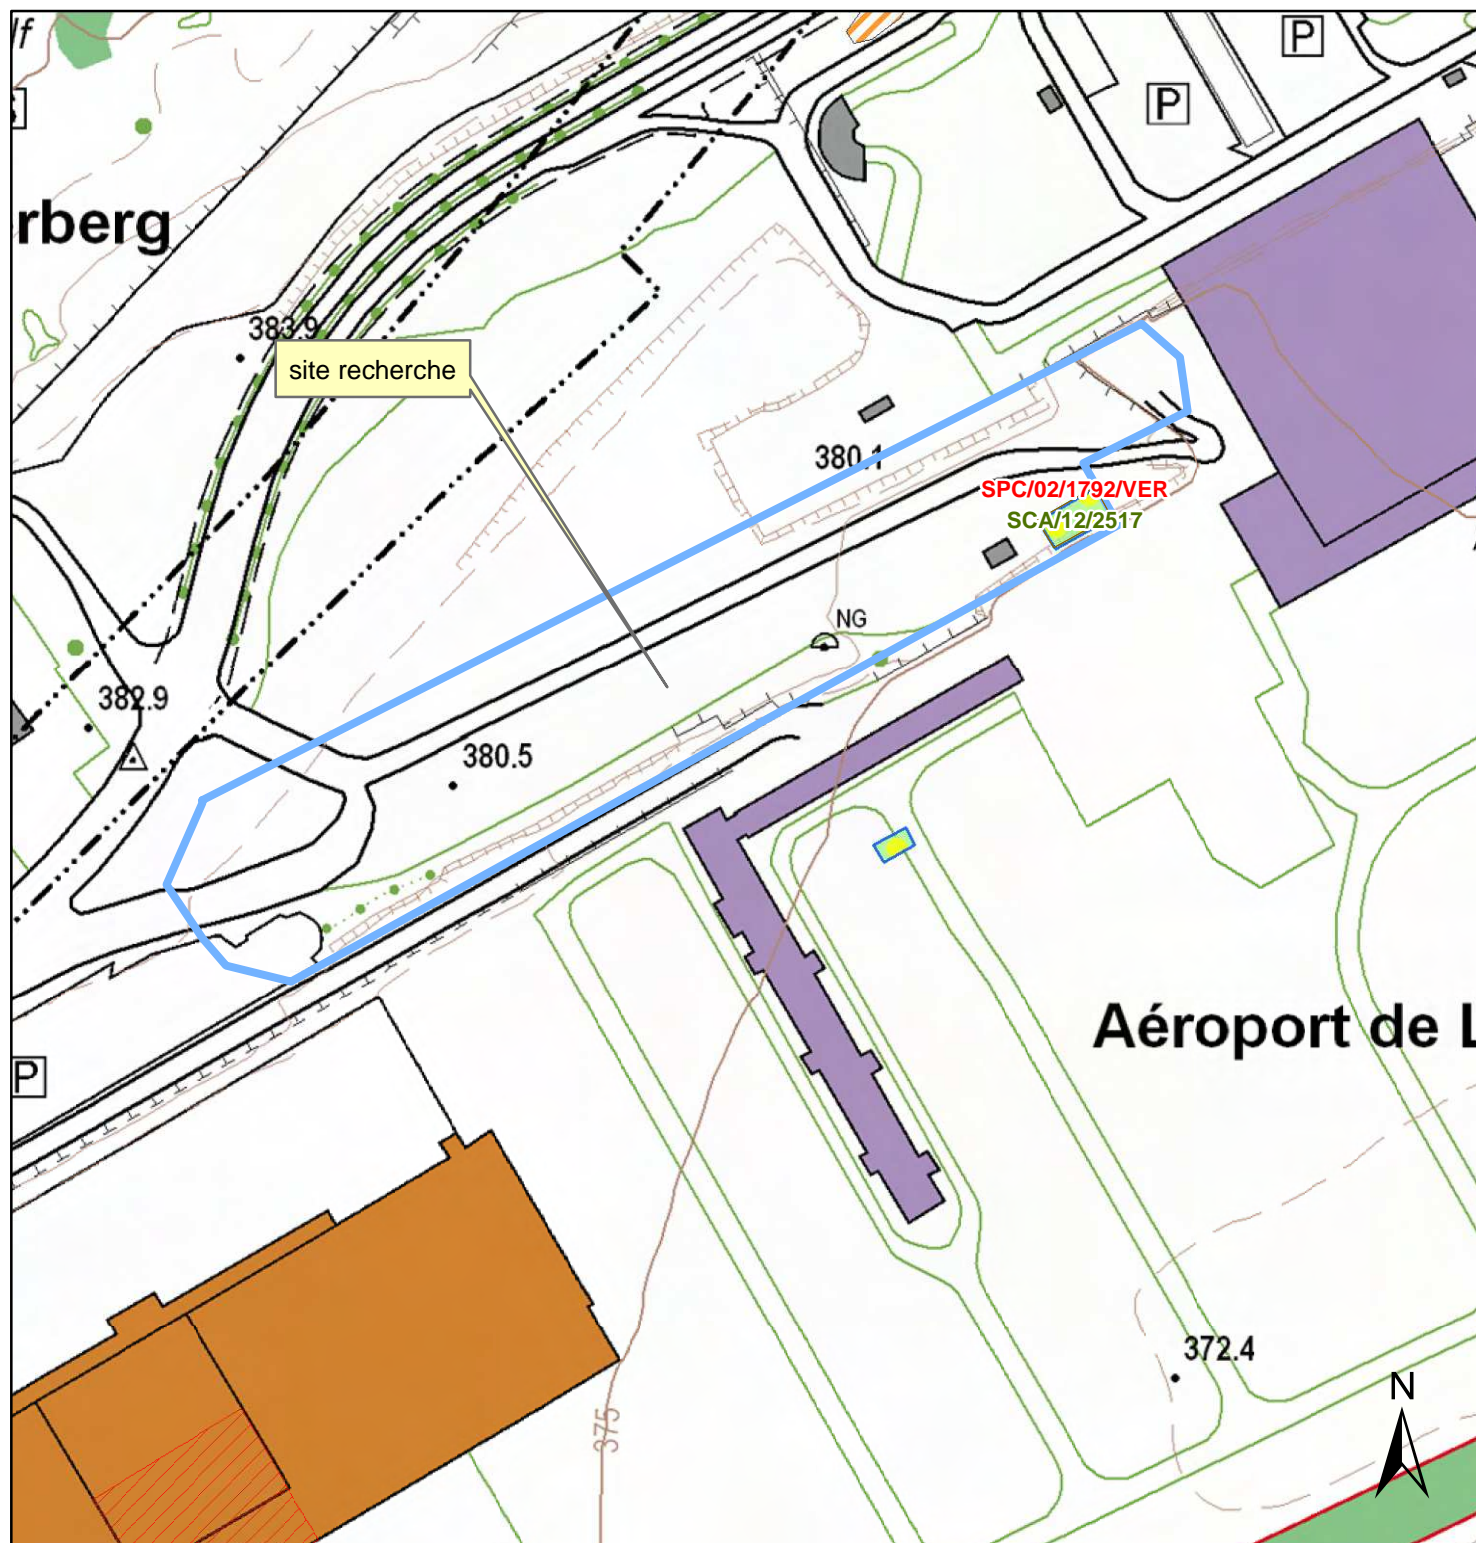 lf
P
P
rberg
383.9
site recherche
380.1
SPC/02/1792/VER
SCA/12/2517
NG
382.9
380.5
Aéroport de L
P
372.4
N
375